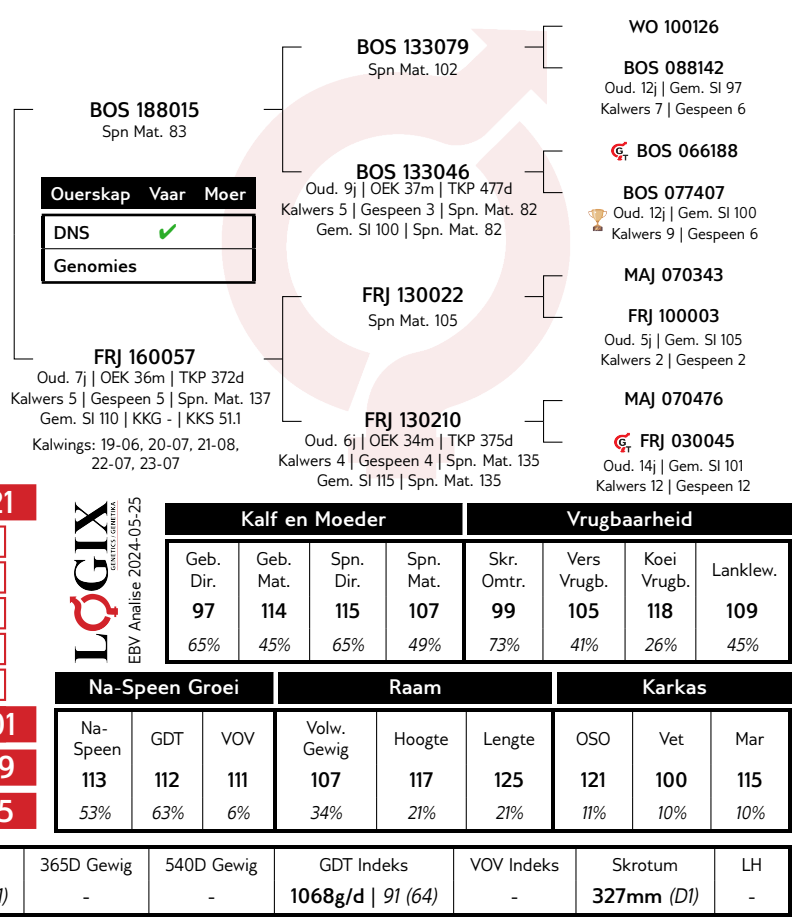 WO 100126
BOS 133079
Spn Mat. 102
BOS 088142
Oud. 12j | Gem. SI 97
Kalwers 7 | Gespeen 6
BOS 188015
Spn Mat. 83
G T BOS 066188
BOS 133046
Oud. 9j | OEK 37m | TKP 477d
Kalwers 5 | Gespeen 3 | Spn. Mat. 82
Gem. SI 100 | Spn. Mat. 82
BOS 077407
Oud. 12j | Gem. SI 100
Kalwers 9 | Gespeen 6
Ouerskap Vaar Moer
DNS ✔
Genomies
MAJ 070343
FRJ 130022
Spn Mat. 105
FRJ 100003
Oud. 5j | Gem. SI 105
Kalwers 2 | Gespeen 2
FRJ 160057
Oud. 7j | OEK 36m | TKP 372d
Kalwers 5 | Gespeen 5 | Spn. Mat. 137
Gem. SI 110 | KKG - | KKS 51.1
Kalwings: 19-06, 20-07, 21-08,
22-07, 23-07
MAJ 070476
FRJ 130210
Oud. 6j | OEK 34m | TKP 375d
Kalwers 4 | Gespeen 4 | Spn. Mat. 135
Gem. SI 115 | Spn. Mat. 135
G T FRJ 030045
Oud. 14j | Gem. SI 101
Kalwers 12 | Gespeen 12
21
01
9
5
LOGIX
GENETICS | GENETIKA
EBV Analise 2024-05-25
Kalf en Moeder Vrugbaarheid
Geb. Dir. Geb. Mat. Spn. Dir. Spn. Mat. Skr. Omtr. Vers Vrugb. Koei Vrugb. Lanklew.
97 114 115 107 99 105 118 109
65% 45% 65% 49% 73% 41% 26% 45%
Na-Speen Groei Raam Karkas
Na-Speen GDT VOV Volw. Gewig Hoogte Lengte OSO Vet Mar
113 112 111 107 117 125 121 100 115
53% 63% 6% 34% 21% 21% 11% 10% 10%
365D Gewig 540D Gewig GDT Indeks VOV Indeks Skrotum LH
- - 1068g/d | 91 (64) - 327mm (D1) -